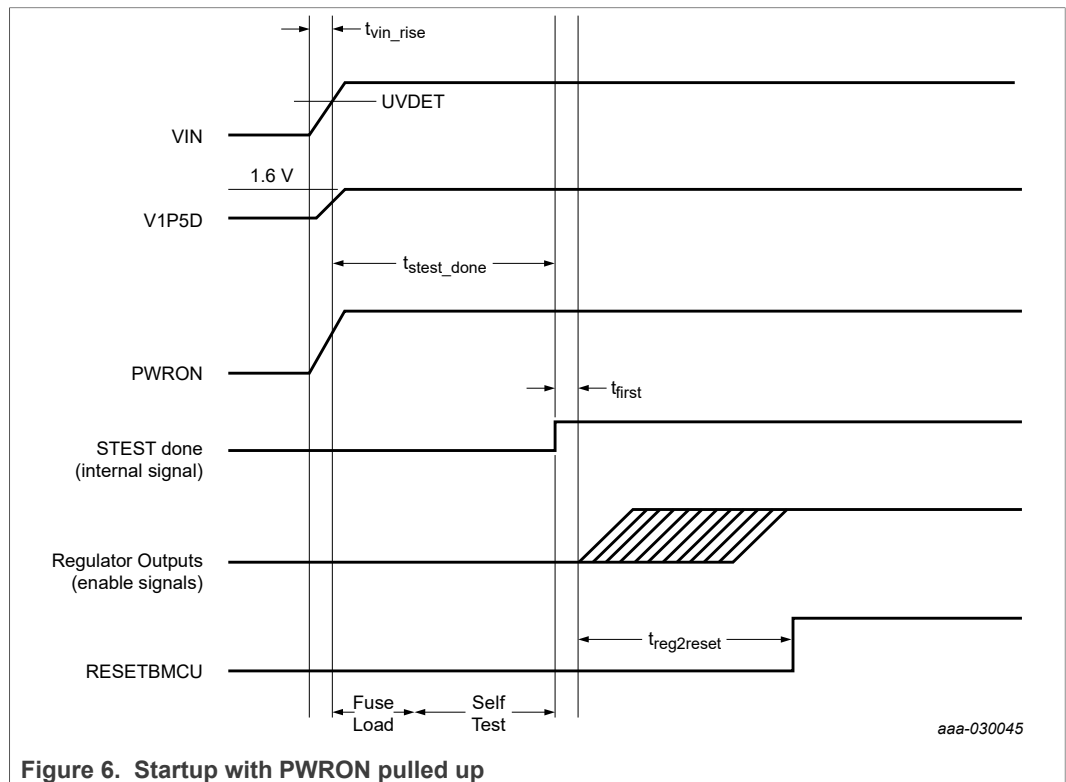 tvin_rise
UVDET
VIN
1.6 V
V1P5D
tstest_done
PWRON
tfirst
STEST done
(internal signal)
Regulator Outputs
(enable signals)
treg2reset
RESETBMCU
Fuse
Load
Self
Test
aaa-030045
Figure 6. Startup with PWRON pulled up